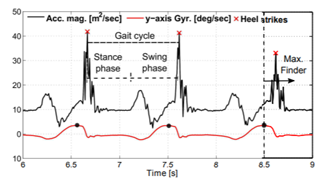 Acc. mag. [m²/sec] y-axis Gyr. [deg/sec] Heel strikes
50
40
30
20
10
0
10
Gait cycle
Stance phase
Swing phase
Max. Finder
6 6.5 7 7.5 8 8.5 9
Time [s]